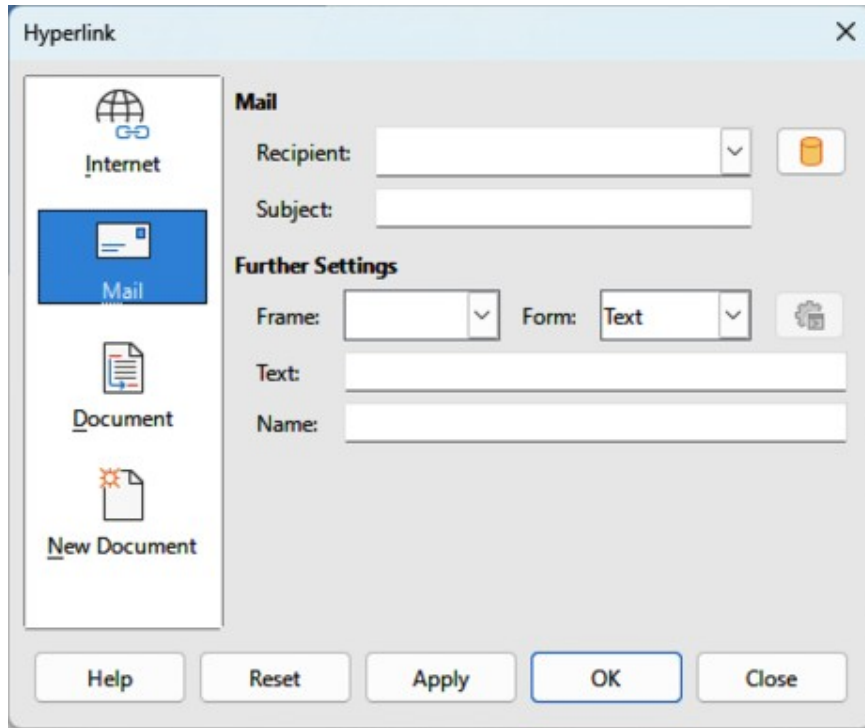 Hyperlink
Internet
Mail
Document
New Document
Mail
Recipient:
Subject:
Further Settings
Frame: Form: Text
Text:
Name:
Help Reset Apply OK Close